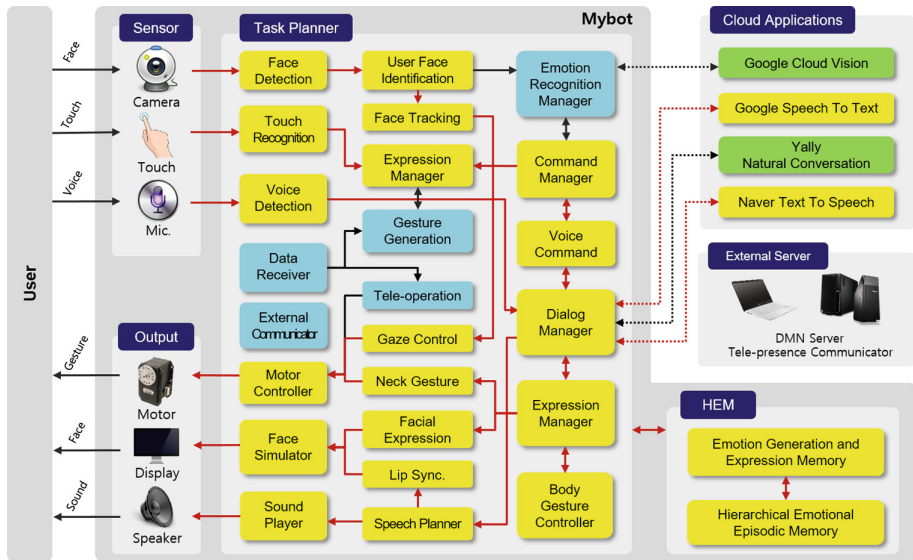 Mybot
Sensor
Task Planner
Cloud Applications
User
Face
Touch
Voice
Gesture
Face
Sound
Camera
Touch
Mic.
Output
Motor
Display
Speaker
Face
Detection
User Face
Identification
Emotion
Recognition
Manager
Touch
Recognition
Face Tracking
Expression
Manager
Command
Manager
Voice
Detection
Gesture
Generation
Voice
Command
Data
Receiver
Tele-operation
External
Communicator
Dialog
Manager
Gaze Control
Motor
Controller
Neck Gesture
Expression
Manager
Face
Simulator
Facial
Expression
Lip Sync.
Body
Gesture
Controller
Sound
Player
Speech Planner
Google Cloud Vision
Google Speech To Text
Yally
Natural Conversation
Naver Text To Speech
External Server
DMN Server
Tele-presence Communicator
HEM
Emotion Generation and
Expression Memory
Hierarchical Emotional
Episodic Memory